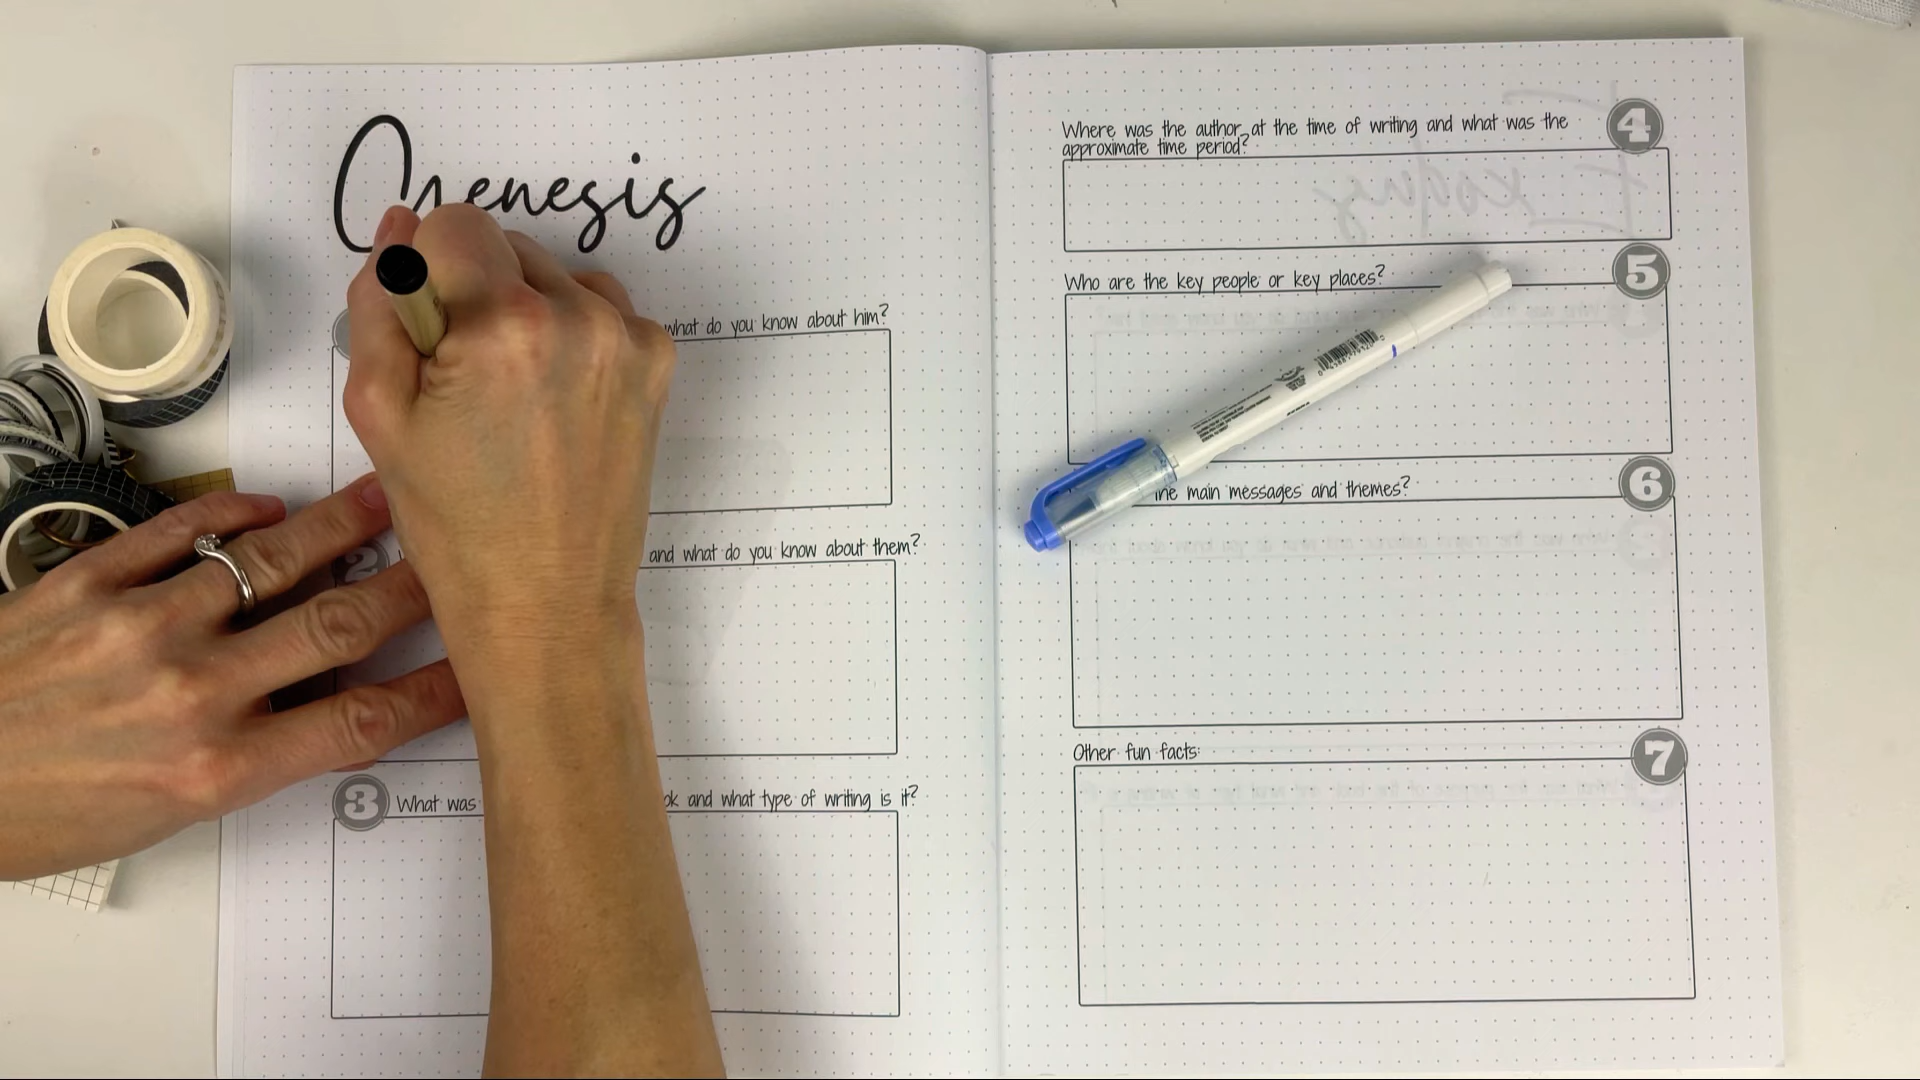 Genesis
what do you know about him?
2
and what do you know about them?
3 What was
ok and what type of writing is it?
Where was the author at the time of writing and what was the
approximate time period?
4
Who are the key people or key places?
5
the main messages and themes?
6
Other fun facts:
7
Exodus